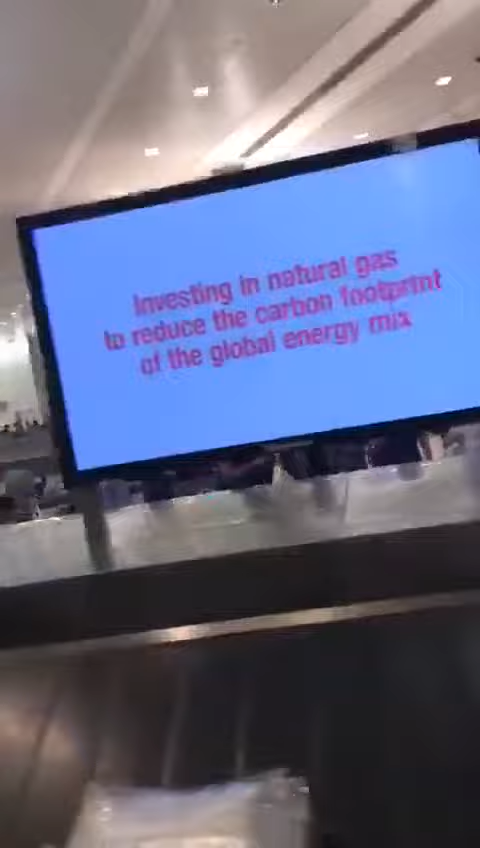 Investing in natural gas
to reduce the carbon footprint
of the global energy mix